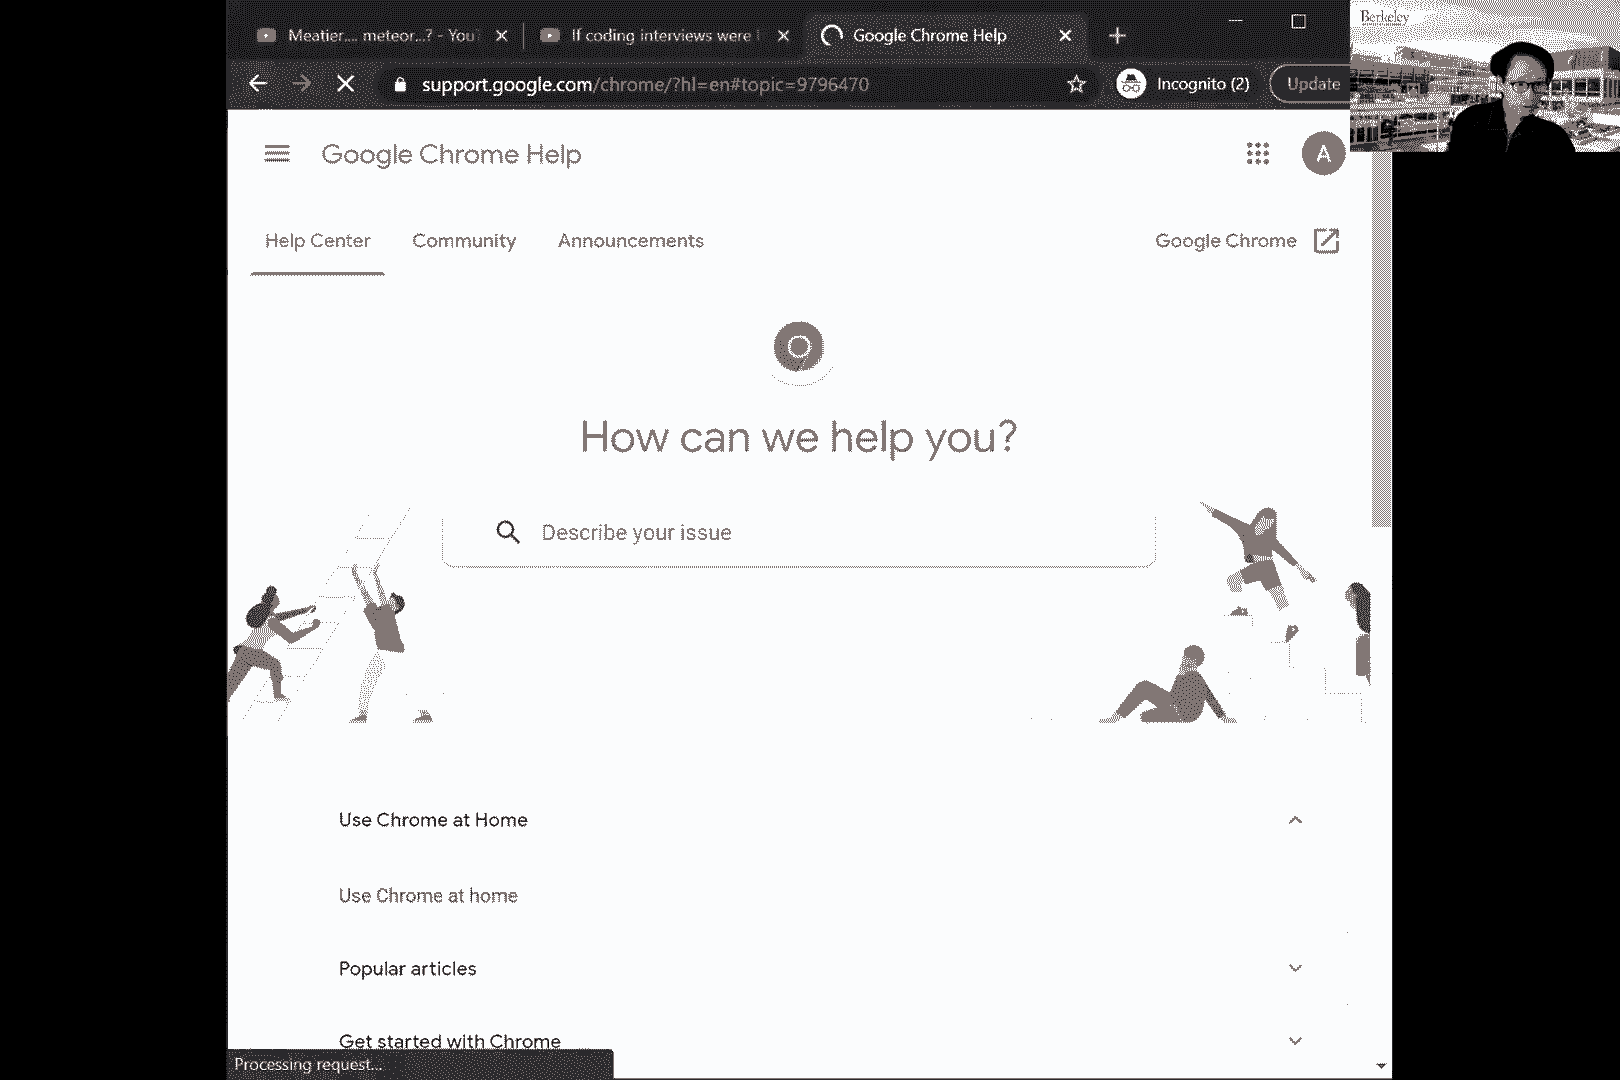 Meatier.... meteor...? - You
If coding interviews were
Google Chrome Help
support.google.com/chrome/?hl=en#topic=9796470
Incognito (2)
Update
Berkeley
Google Chrome Help
A
Help Center
Community
Announcements
Google Chrome
How can we help you?
Describe your issue
Use Chrome at Home
Use Chrome at home
Popular articles
Get started with Chrome
Processing request...